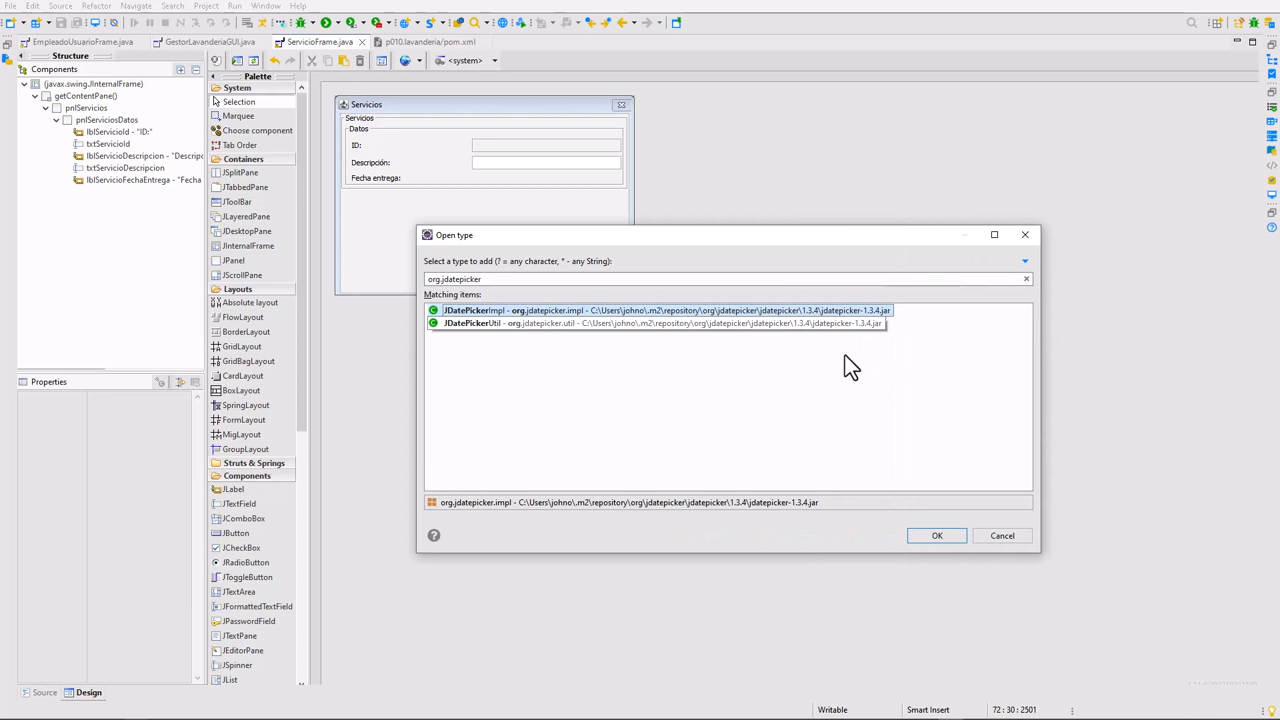 File Edit Source Refactor Navigate Search Project Run Window Help
EmpleadoUsuarioFrame.java
GestorLavanderiaGUI.java
ServicioFrame.java
p010.lavanderia/pom.xml
Structure
Components
(javax.swing.JInternalFrame)
getContentPane()
pnlServicios
pnlServiciosDatos
lblServicioId - "ID:"
txtServicioId
lblServicioDescripcion - "Descripc
txtServicioDescripcion
lblServicioFechaEntrega - "Fecha
Properties
Source
Design
<system>
Palette
System
Selection
Marquee
Choose component
Tab Order
Containers
JSplitPane
JTabbedPane
JToolBar
JLayeredPane
JDesktopPane
JInternalFrame
JPanel
JScrollPane
Layouts
Absolute layout
FlowLayout
BorderLayout
GridLayout
GridBagLayout
CardLayout
BoxLayout
SpringLayout
FormLayout
MigLayout
GroupLayout
Struts & Springs
Components
JLabel
JTextField
JComboBox
JButton
JCheckBox
JRadioButton
JToggleButton
JTextArea
JFormattedTextField
JPasswordField
JTextPane
JEditorPane
JSpinner
JList
Servicios
Servicios
Datos
ID:
Descripción:
Fecha entrega:
Open type
Select a type to add (? = any character, * - any String):
org.jdatepicker
Matching items:
JDatePickerImpl - org.jdatepicker.impl - C:\Users\johno\.m2\repository\org\jdatepicker\jdatepicker\1.3.4\jdatepicker-1.3.4.jar
JDatePickerUtil - org.jdatepicker.util - C:\Users\johno\.m2\repository\org\jdatepicker\jdatepicker\1.3.4\jdatepicker-1.3.4.jar
org.jdatepicker.impl - C:\Users\johno\.m2\repository\org\jdatepicker\jdatepicker\1.3.4\jdatepicker-1.3.4.jar
OK
Cancel
Writable
Smart Insert
72 : 30 : 2501